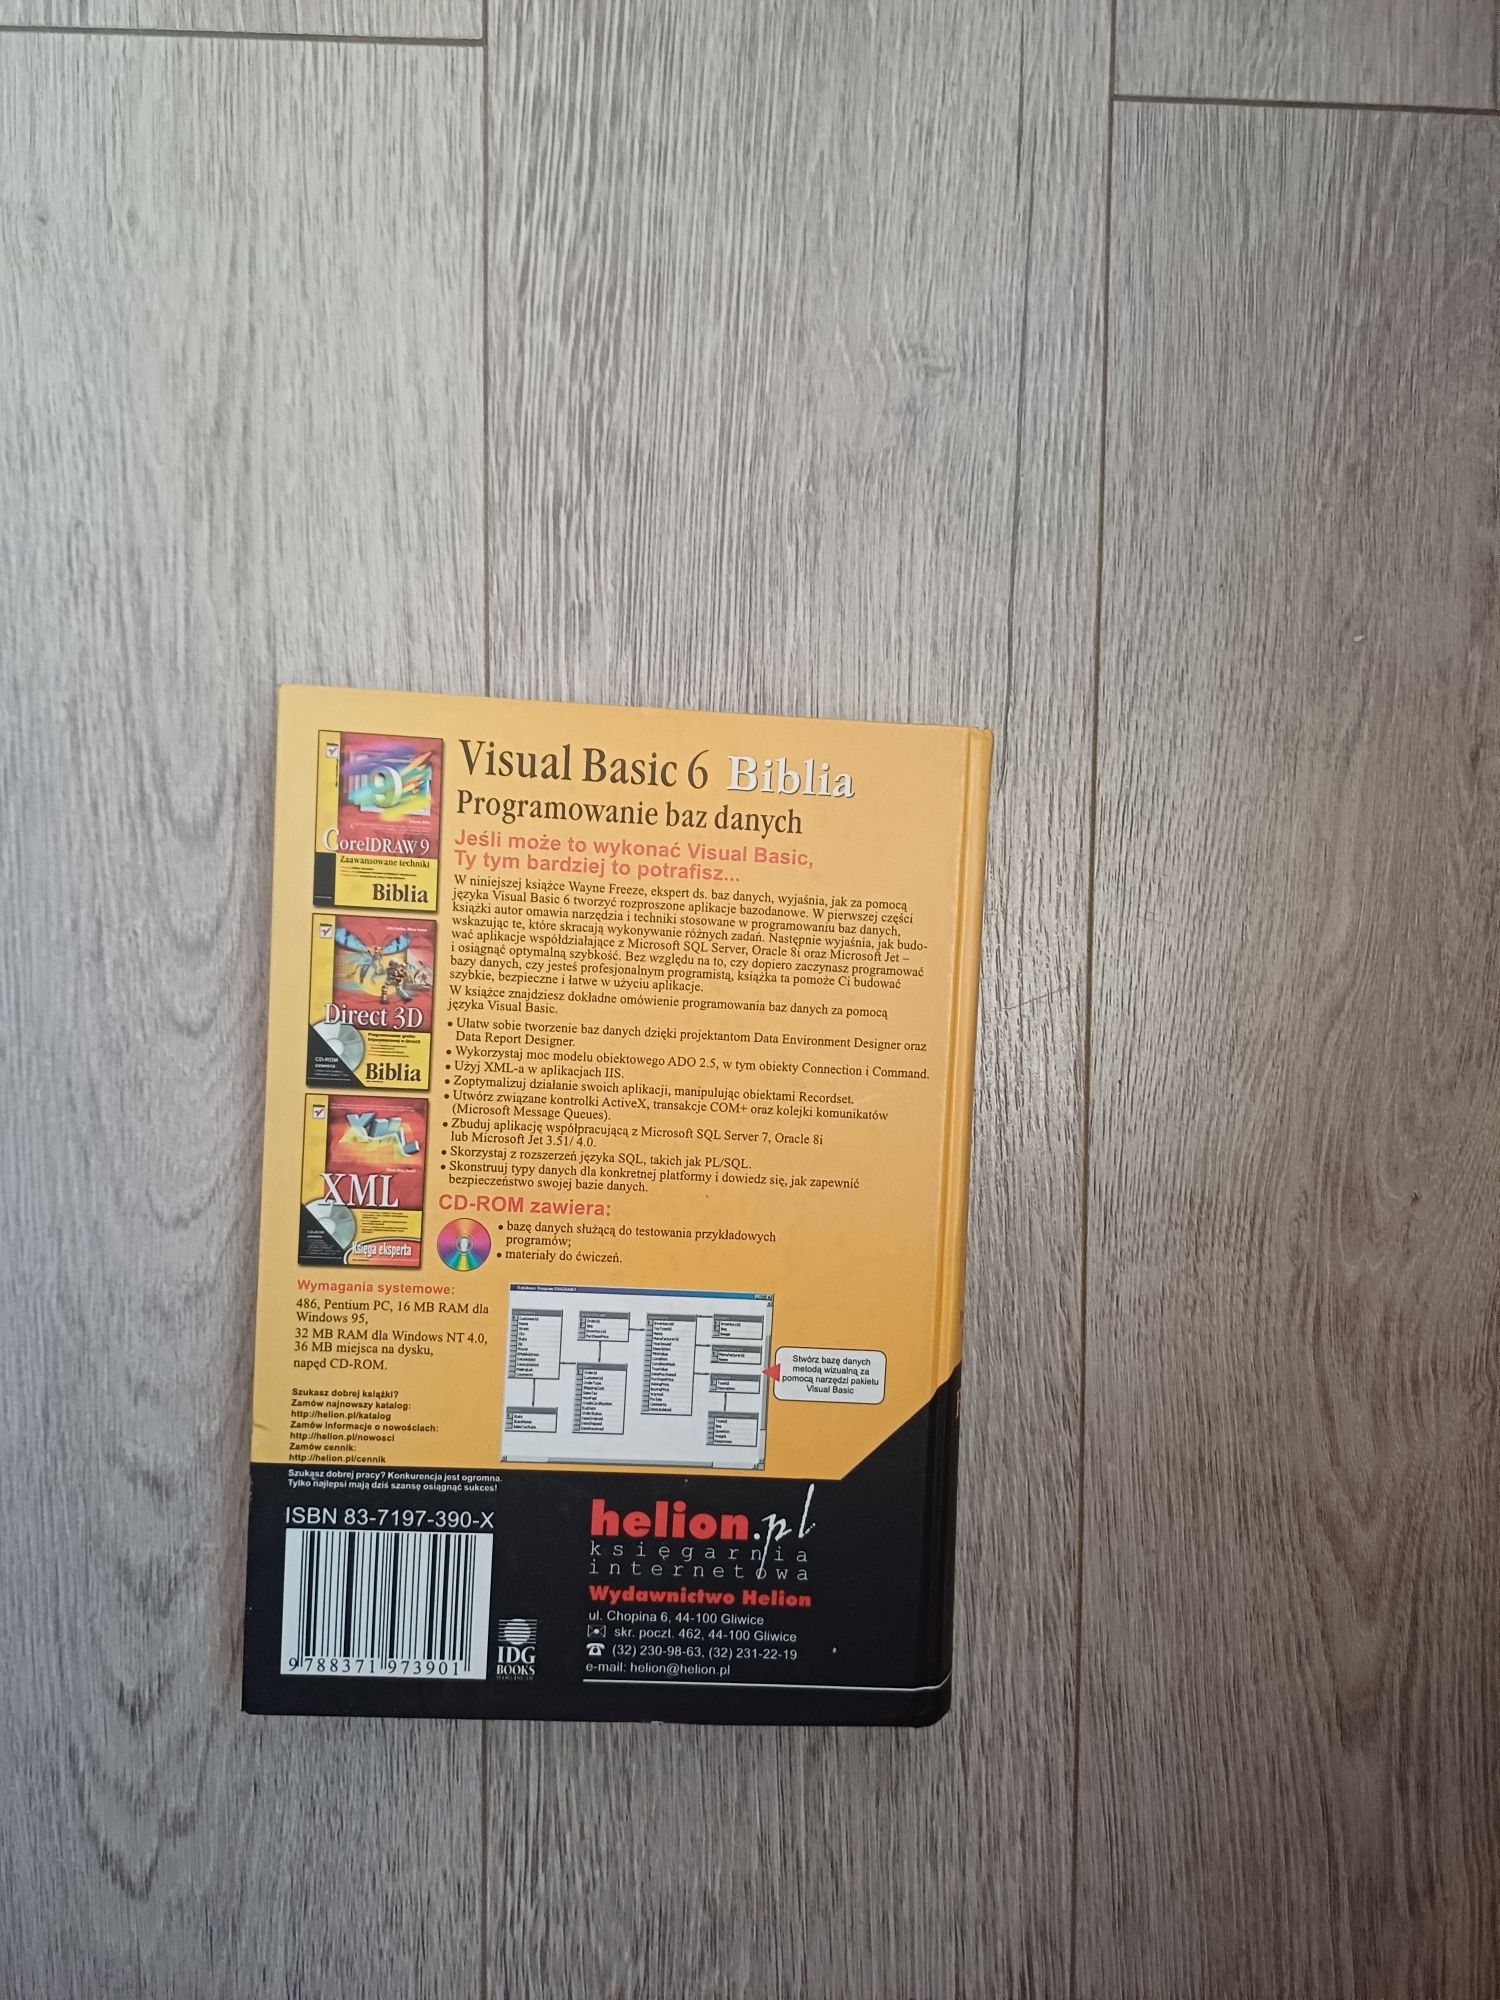 Visual Basic 6 Biblia
Programowanie baz danych
Jeśli może to wykonać Visual Basic,
Ty tym bardziej to potrafisz...
W niniejszej książce Wayne Freeze, ekspert ds. baz danych, wyjaśnia, jak za pomocą
języka Visual Basic 6 tworzyć rozproszone aplikacje bazodanowe. W pierwszej części
książki autor omawia narzędzia i techniki stosowane w programowaniu baz danych,
wskazując te, które skracają wykonywanie różnych zadań. Następnie wyjaśnia, jak budo-
wać aplikacje współdziałające z Microsoft SQL Server, Oracle 8i oraz Microsoft Jet –
i osiągnąć optymalną szybkość. Bez względu na to, czy dopiero zaczynasz programować
bazy danych, czy jesteś profesjonalnym programistą, książka ta pomoże Ci budować
szybkie, bezpieczne i łatwe w użyciu aplikacje.
W książce znajdziesz dokładne omówienie programowania baz danych za pomocą
języka Visual Basic.
• Ułatw sobie tworzenie baz danych dzięki projektantom Data Environment Designer oraz
Data Report Designer.
• Wykorzystaj moc modelu obiektowego ADO 2.5, w tym obiekty Connection i Command.
• Użyj XML-a w aplikacjach IIS.
• Zoptymalizuj działanie swoich aplikacji, manipulując obiektami Recordset.
• Utwórz związane kontrolki ActiveX, transakcje COM+ oraz kolejki komunikatów
(Microsoft Message Queues).
• Zbuduj aplikację współpracującą z Microsoft SQL Server 7, Oracle 8i
lub Microsoft Jet 3.51/ 4.0.
• Skorzystaj z rozszerzeń języka SQL, takich jak PL/SQL.
• Skonstruuj typy danych dla konkretnej platformy i dowiedz się, jak zapewnić
bezpieczeństwo swojej bazie danych.
CD-ROM zawiera:
• bazę danych służącą do testowania przykładowych
programów;
• materiały do ćwiczeń.
9
CorelDRAW 9
Zaawansowane techniki
Biblia
Direct 3D
CD-ROM
zawiera
Biblia
XML
XML
Księga eksperta
Wymagania systemowe:
486, Pentium PC, 16 MB RAM dla
Windows 95,
32 MB RAM dla Windows NT 4.0,
36 MB miejsca na dysku,
napęd CD-ROM.
Stwórz bazę danych
metodą wizualną za
pomocą narzędzi pakietu
Visual Basic
Szukasz dobrej książki?
Zamów najnowszy katalog:
http://helion.pl/katalog
Zamów informacje o nowościach:
http://helion.pl/nowosci
Zamów cennik:
http://helion.pl/cennik
Szukasz dobrej pracy? Konkurencja jest ogromna.
Tylko najlepsi mają dziś szansę osiągnąć sukces!
ISBN 83-7197-390-X
9 788371 973901
IDG
BOOKS
helion.pl
księgarnia
internetowa
Wydawnictwo Helion
ul. Chopina 6, 44-100 Gliwice
skr. poczt. 462, 44-100 Gliwice
(32) 230-98-63, (32) 231-22-19
e-mail: helion@helion.pl